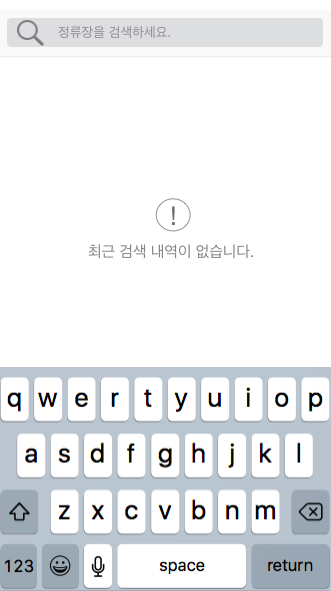 정류장을 검색하세요.
!
최근 검색 내역이 없습니다.
q w e r t y u i o p
a s d f g h j k l
z x c v b n m
123 space return